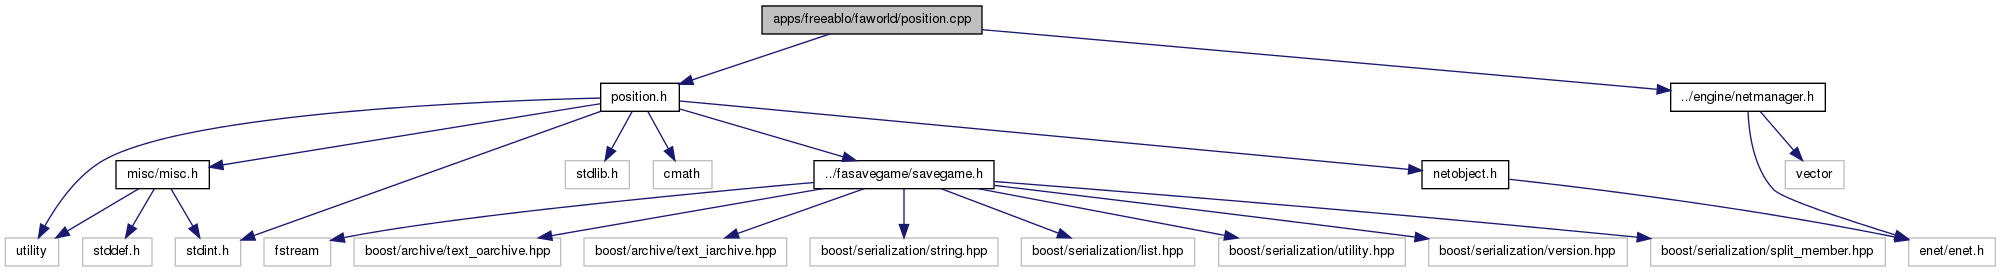 apps/freeablo/faworld/position.cpp
position.h
../engine/netmanager.h
misc/misc.h
stdlib.h
cmath
../fasavegame/savegame.h
netobject.h
vector
utility
stddef.h
stdint.h
fstream
boost/archive/text_oarchive.hpp
boost/archive/text_iarchive.hpp
boost/serialization/string.hpp
boost/serialization/list.hpp
boost/serialization/utility.hpp
boost/serialization/version.hpp
boost/serialization/split_member.hpp
enet/enet.h